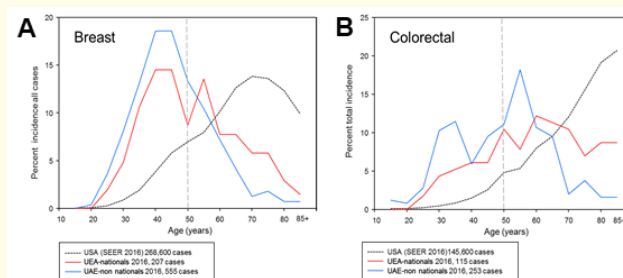 A
Breast
Percent incidence-all cases
20
15
10
5
0
10 20 30 40 50 60 70 80 85+
Age (years)
USA (SEER 2016) 268,600 cases
UEA-nationals 2016, 207 cases
UAE-non nationals 2016, 555 cases
B
Colorectal
Percent total incidence
25
20
15
10
5
0
10 20 30 40 50 60 70 80 85+
Age (years)
USA (SEER 2016)145,600 cases
UEA-nationals 2016, 115 cases
UAE-non nationals 2016, 253 cases